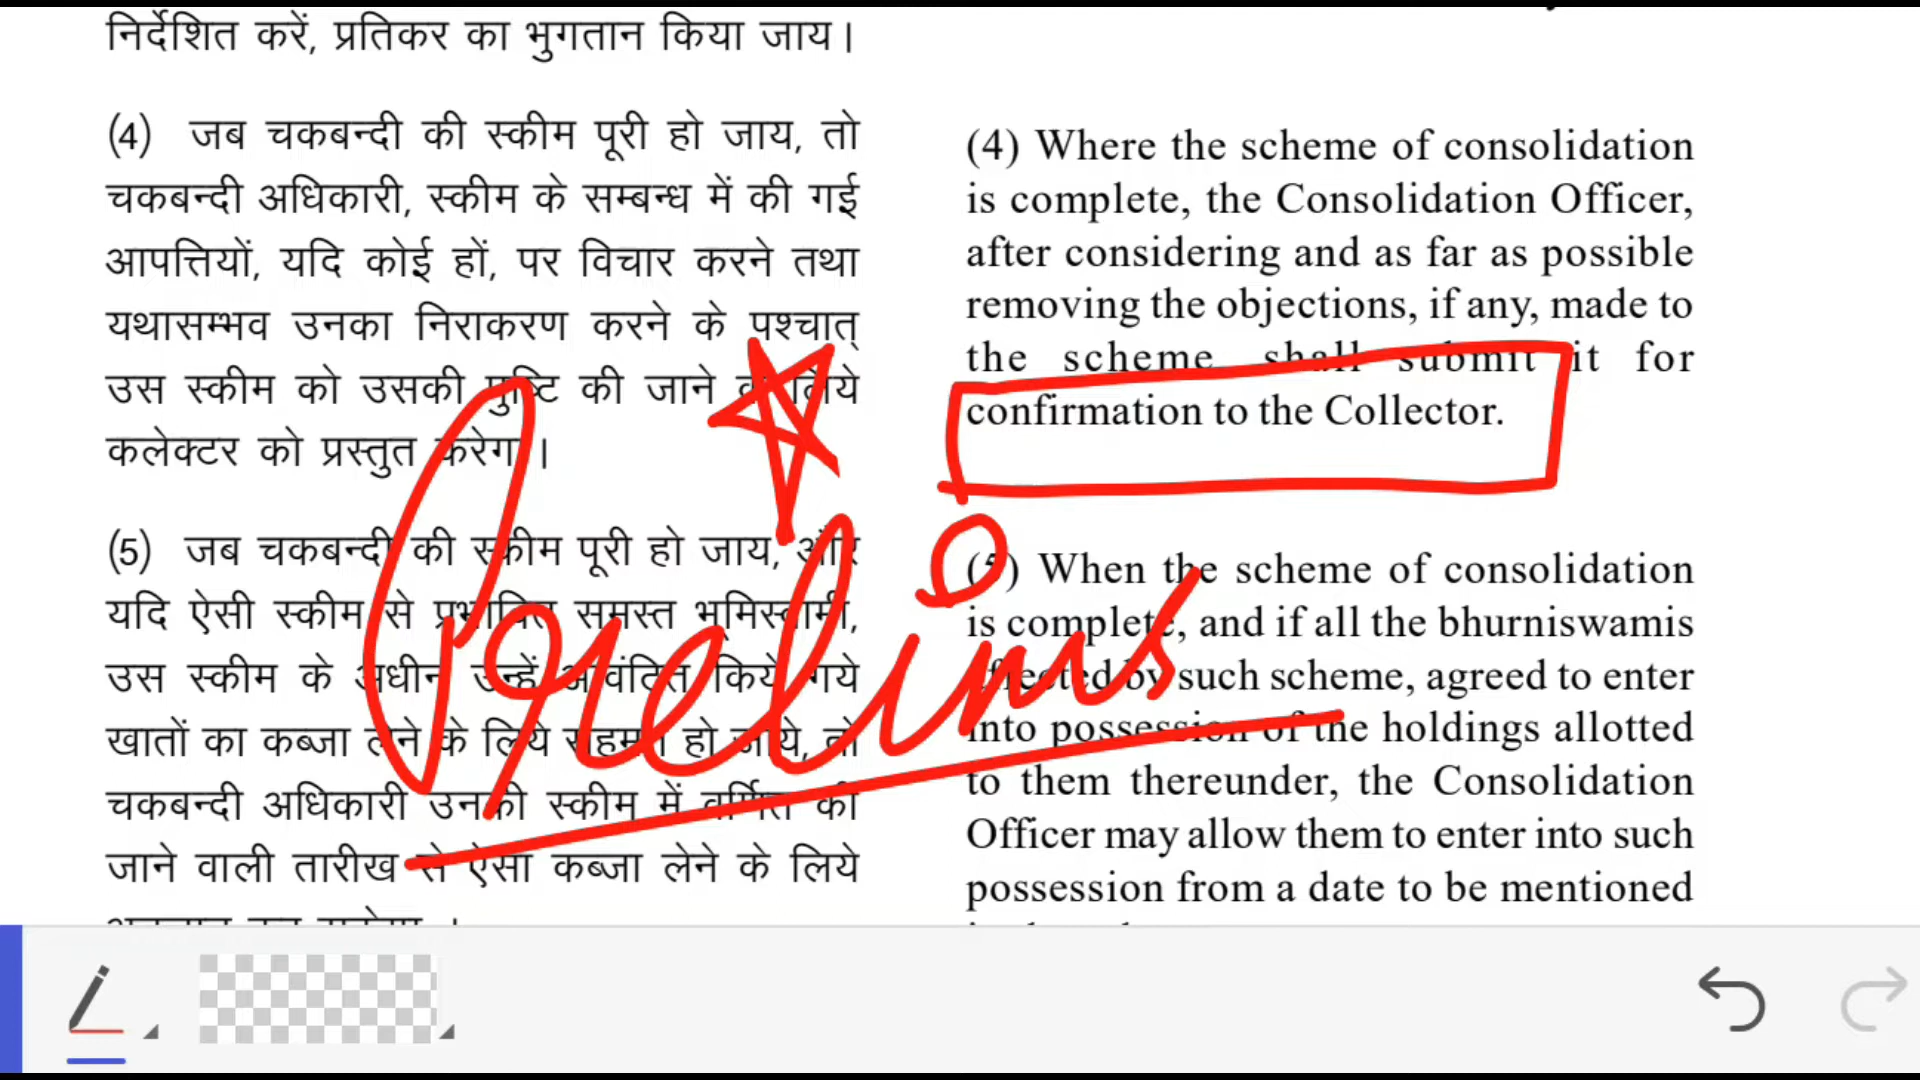 निर्देशित करें, प्रतिकर का भुगतान किया जाय।
(4) जब चकबन्दी की स्कीम पूरी हो जाय, तो
चकबन्दी अधिकारी, स्कीम के सम्बन्ध में की गई
आपत्तियों, यदि कोई हों, पर विचार करने तथा
यथासम्भव उनका निराकरण करने के पश्चात्
उस स्कीम को उसकी पुष्टि की जाने के लिये
कलेक्टर को प्रस्तुत करेगा।
(5) जब चकबन्दी की स्कीम पूरी हो जाय, और
यदि ऐसी स्कीम से प्रभावित समस्त भूमिस्वामी,
उस स्कीम के अधीन उन्हें आवंटित किये गये
खातों का कब्जा लेने के लिये सहमत हो जाये, तो
चकबन्दी अधिकारी उनकी स्कीम में वर्णित की
जाने वाली तारीख से ऐसा कब्जा लेने के लिये
(4) Where the scheme of consolidation
is complete, the Consolidation Officer,
after considering and as far as possible
removing the objections, if any, made to
the scheme shall submit it for
confirmation to the Collector.
(5) When the scheme of consolidation
is complete, and if all the bhurniswamis
affected by such scheme, agreed to enter
into possession of the holdings allotted
to them thereunder, the Consolidation
Officer may allow them to enter into such
possession from a date to be mentioned
Prelims